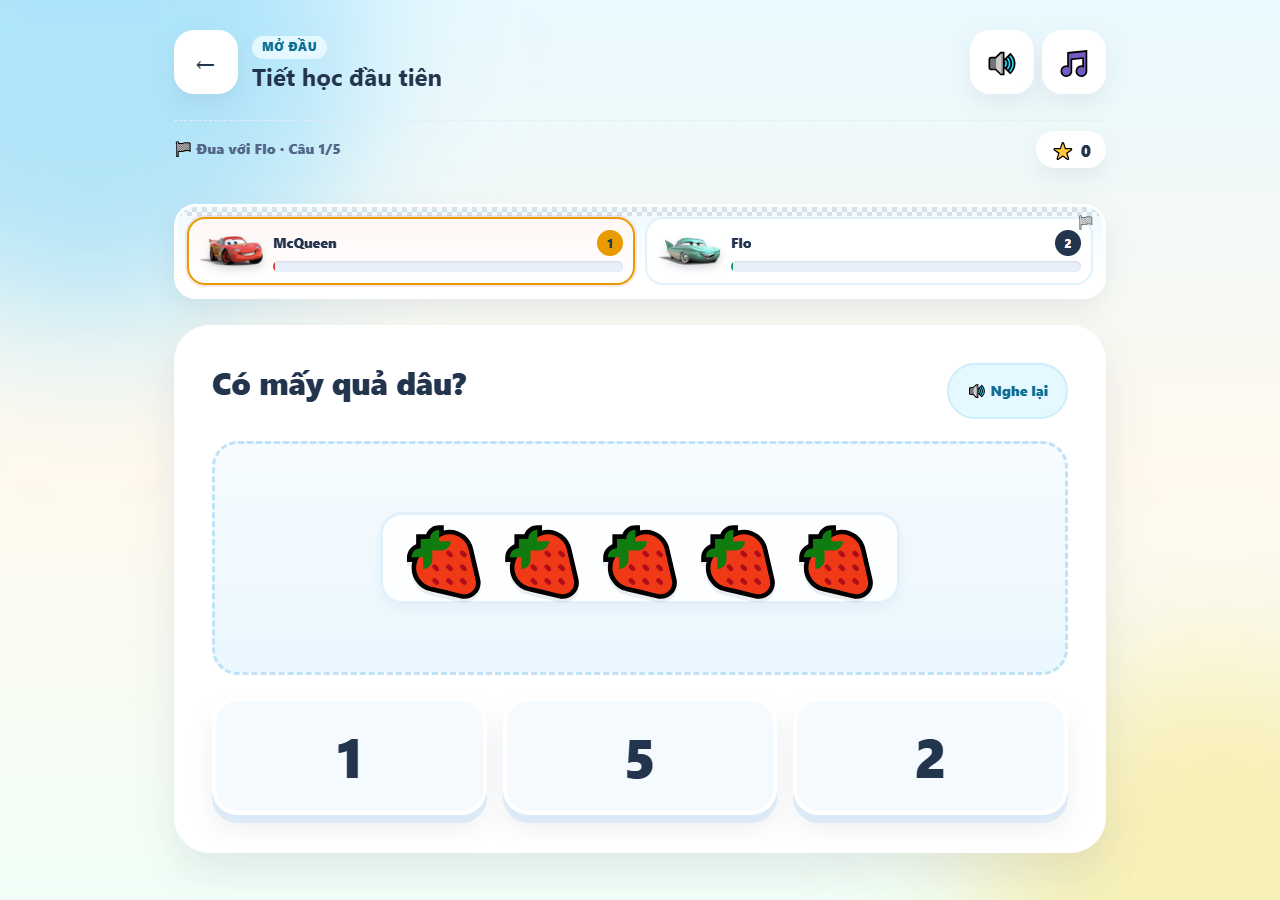 ←
MỞ ĐẦU
Tiết học đầu tiên
Đua với Flo · Câu 1/5
0
McQueen
1
Flo
2
Có mấy quả dâu?
Nghe lại
1
5
2